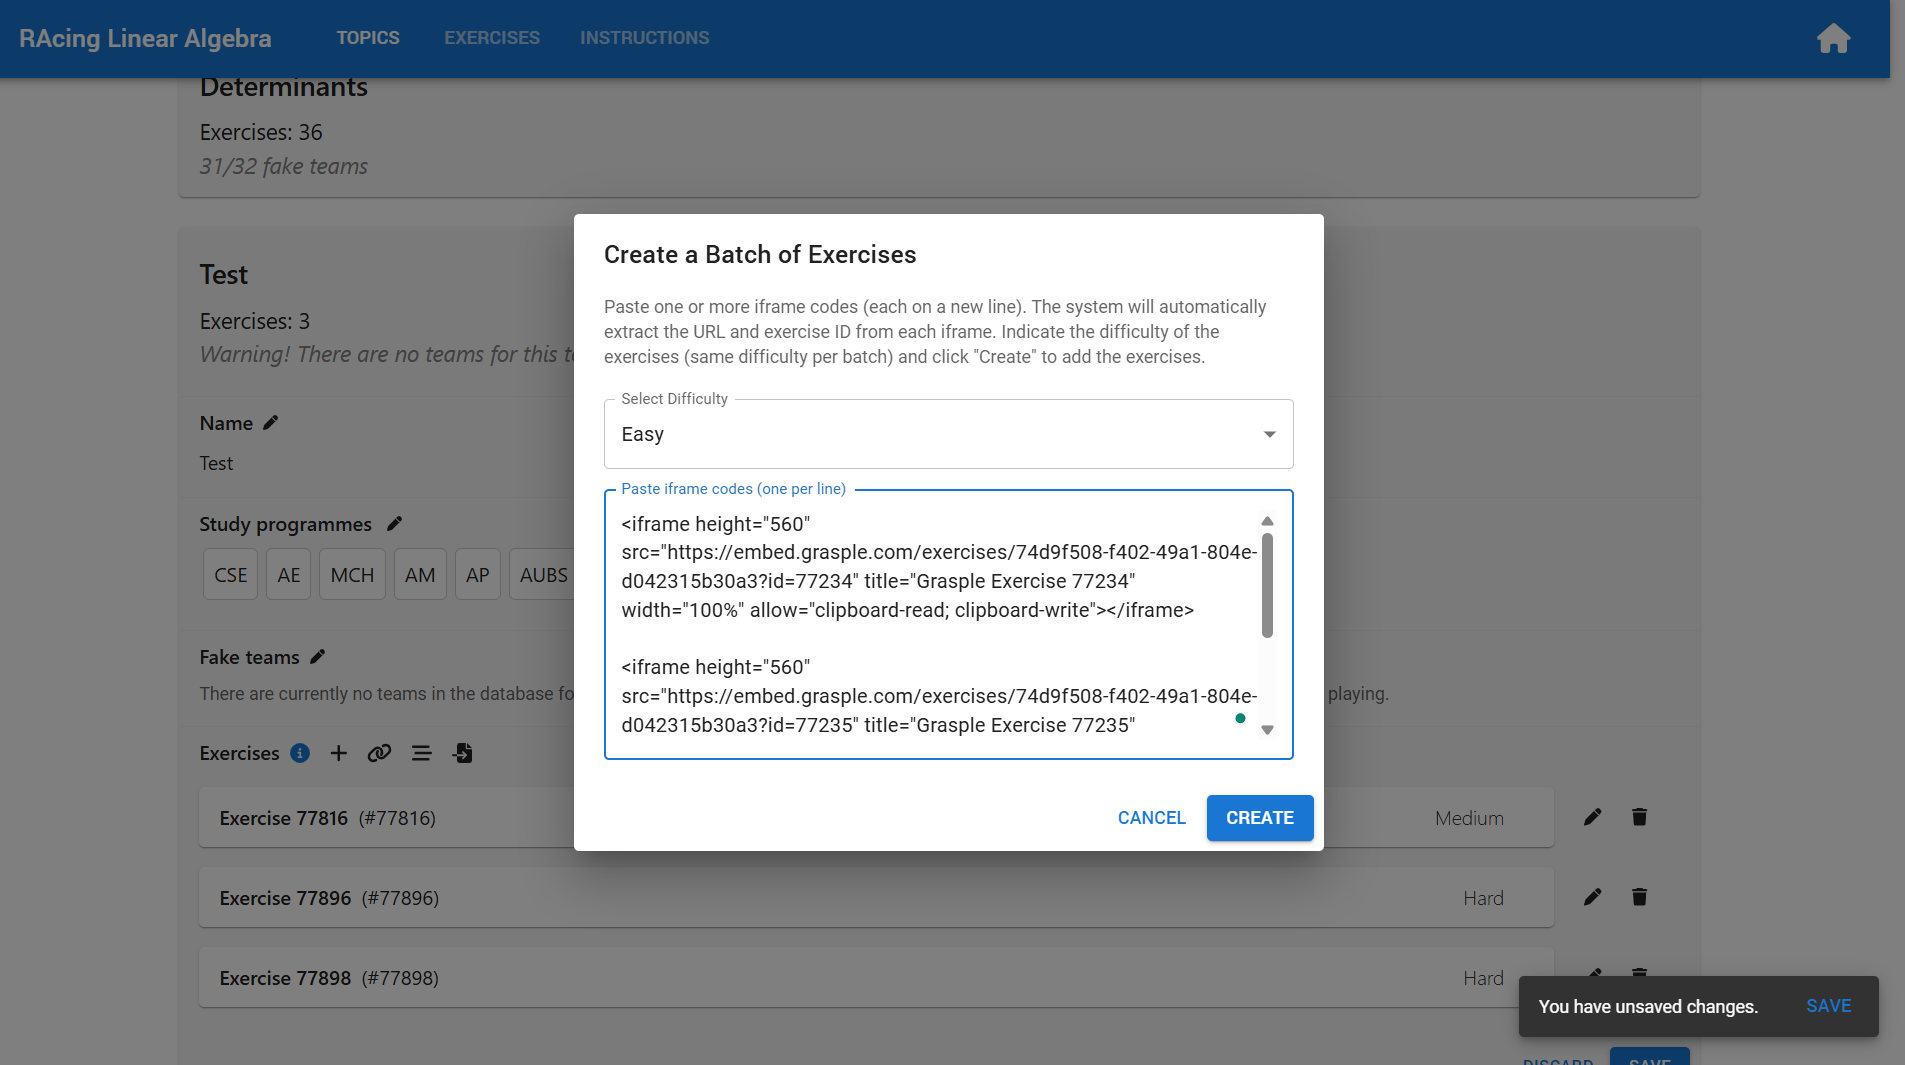 RAcing Linear Algebra
TOPICS
EXERCISES
INSTRUCTIONS
Determinants
Exercises: 36
31/32 fake teams
Test
Exercises: 3
Warning! There are no teams for this
Name
Test
Study programmes
CSE
AE
MCH
AM
AP
AUBS
Fake teams
There are currently no teams in the database
playing.
Exercises
Exercise 77816 (#77816)
Medium
Exercise 77896 (#77896)
Hard
Exercise 77898 (#77898)
Hard
Create a Batch of Exercises
Paste one or more iframe codes (each on a new line). The system will automatically
extract the URL and exercise ID from each iframe. Indicate the difficulty of the
exercises (same difficulty per batch) and click "Create" to add the exercises.
Select Difficulty
Easy
Paste iframe codes (one per line)
<iframe height="560"
src="https://embed.grasple.com/exercises/74d9f508-f402-49a1-804e-
d042315b30a3?id=77234" title="Grasple Exercise 77234"
width="100%" allow="clipboard-read; clipboard-write"></iframe>
<iframe height="560"
src="https://embed.grasple.com/exercises/74d9f508-f402-49a1-804e-
d042315b30a3?id=77235" title="Grasple Exercise 77235"
CANCEL
CREATE
You have unsaved changes.
SAVE
DISCARD
SAVE